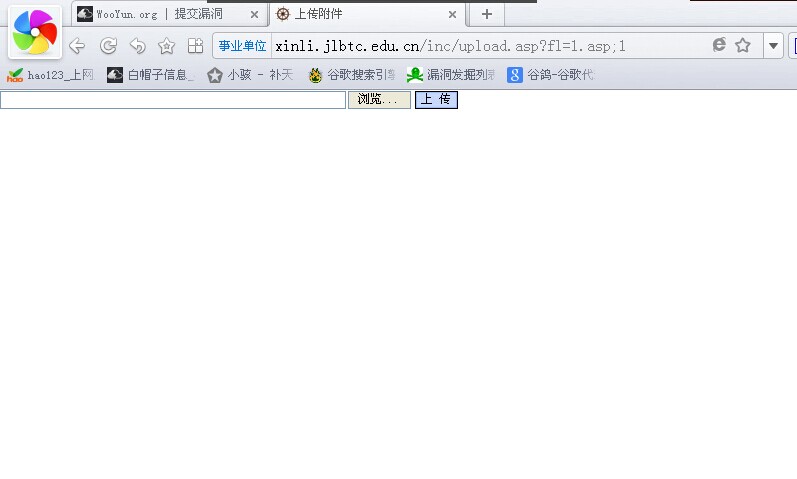 WooYun.org | 提交漏洞
上传附件
事业单位 xinli.jlbtc.edu.cn/inc/upload.asp?fl=1.asp;1
hao123_上网 白帽子信息_ 小骇 - 补天 谷歌搜索引擎 漏洞发掘列表 谷鸽-谷歌代
浏览... 上 传